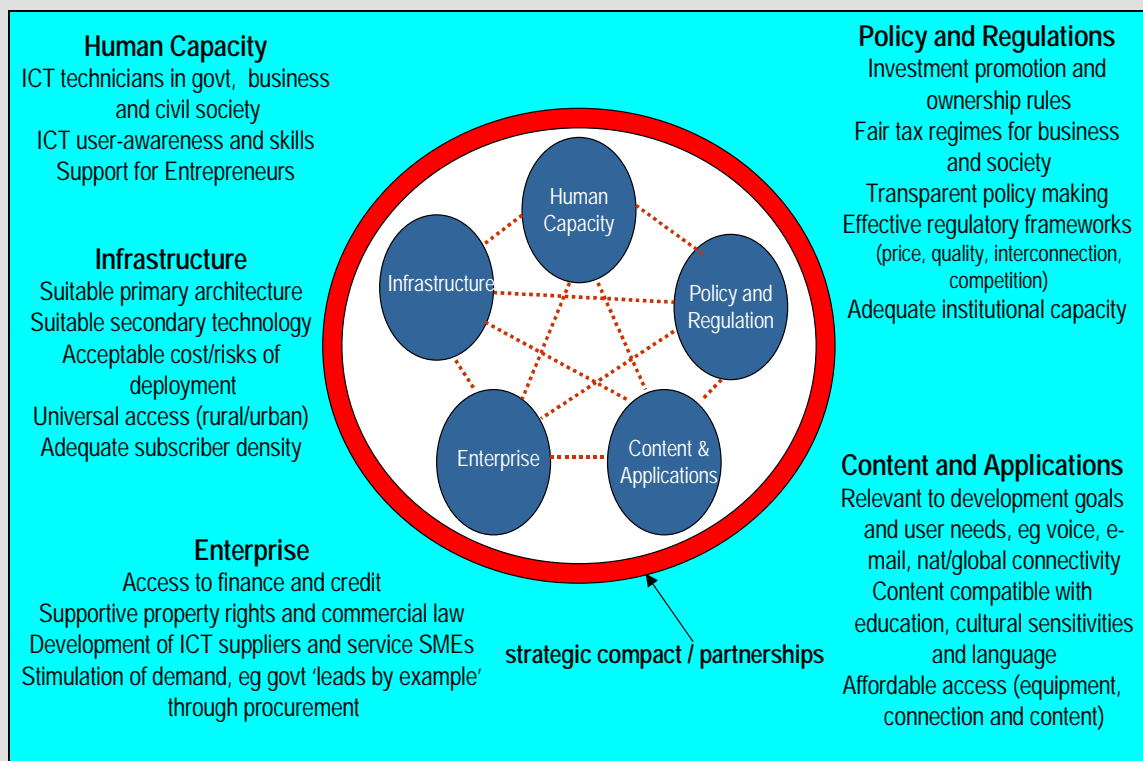 Human Capacity
ICT technicians in govt, business
and civil society
ICT user-awareness and skills
Support for Entrepreneurs
Infrastructure
Suitable primary architecture
Suitable secondary technology
Acceptable cost/risks of
deployment
Universal access (rural/urban)
Adequate subscriber density
Enterprise
Access to finance and credit
Supportive property rights and commercial law
Development of ICT suppliers and service SMEs
Stimulation of demand, eg govt ‘leads by example’
through procurement
Human
Capacity
Infrastructure
Policy and
Regulation
Enterprise
Content &
Applications
strategic compact / partnerships
Policy and Regulations
Investment promotion and
ownership rules
Fair tax regimes for business
and society
Transparent policy making
Effective regulatory frameworks
(price, quality, interconnection,
competition)
Adequate institutional capacity
Content and Applications
Relevant to development goals
and user needs, eg voice, e-
mail, nat/global connectivity
Content compatible with
education, cultural sensitivities
and language
Affordable access (equipment,
connection and content)